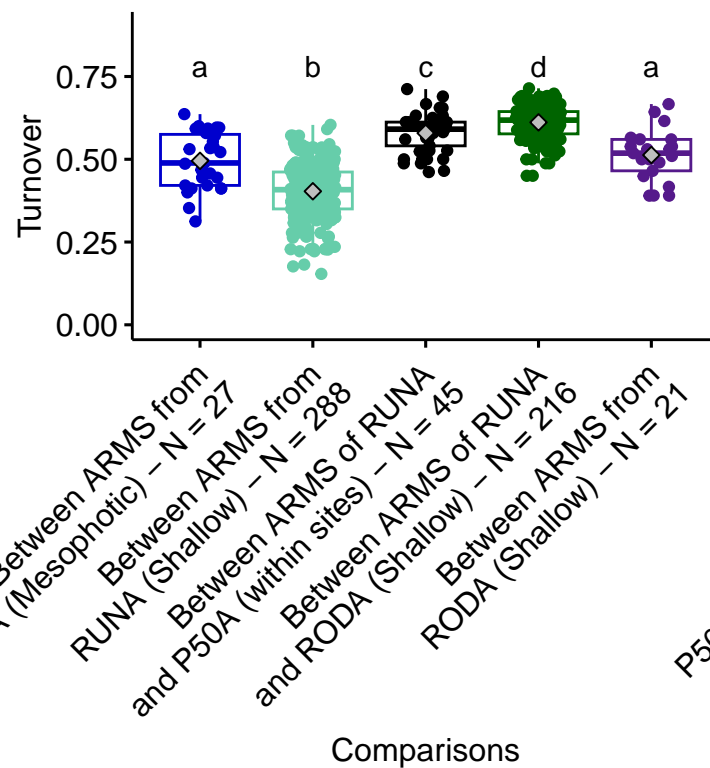 a b c d a
0.75
0.50
0.25
0.00
Turnover
Between ARMS from
(Mesophotic) – N = 27
Between ARMS from
RUNA (Shallow) – N = 288
Between ARMS of RUNA
and P50A (within sites) – N = 45
Between ARMS of RUNA
and RODA (Shallow) – N = 216
Between ARMS from
RODA (Shallow) – N = 21
Comparisons